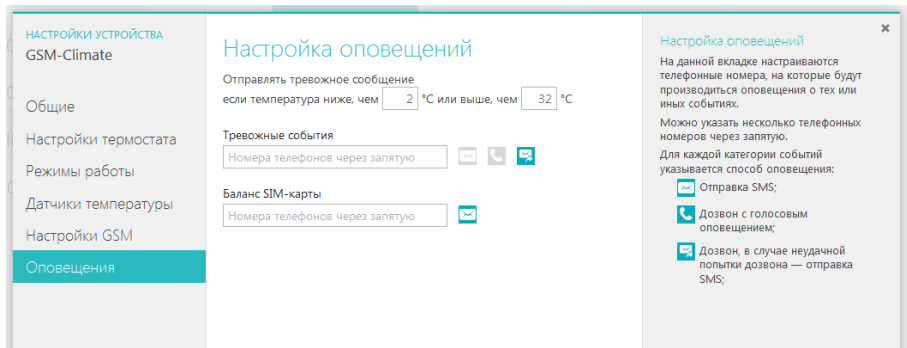 НАСТРОЙКИ УСТРОЙСТВА
GSM-Climate
Общие
Настройки термостата
Режимы работы
Датчики температуры
Настройки GSM
Оповещения
Настройка оповещений
Отправлять тревожное сообщение
если температура ниже, чем 2 °C или выше, чем 32 °C
Тревожные события
Номера телефонов через запятую
Баланс SIM-карты
Номера телефонов через запятую
Настройка оповещений
На данной вкладке настраиваются
телефонные номера, на которые будут
производиться оповещения о тех или
иных событиях.
Можно указать несколько телефонных
номеров через запятую.
Для каждой категории событий
указывается способ оповещения:
Отправка SMS;
Дозвон с голосовым
оповещением;
Дозвон, в случае неудачной
попытки дозвона — отправка
SMS;